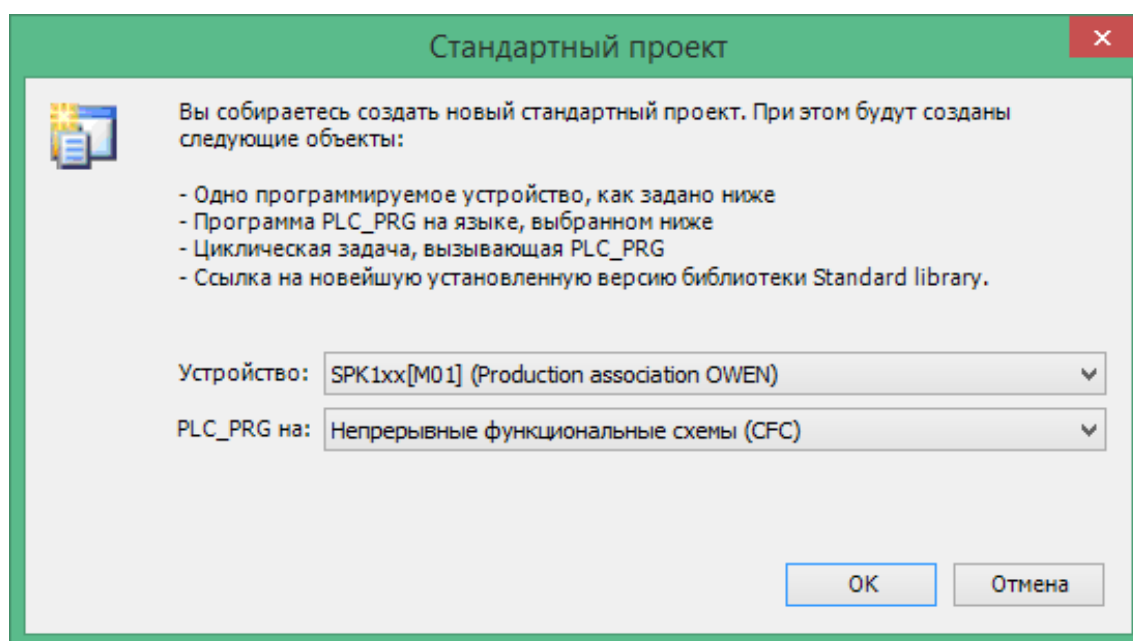 Стандартный проект
Вы собираетесь создать новый стандартный проект. При этом будут созданы
следующие объекты:
- Одно программируемое устройство, как задано ниже
- Программа PLC_PRG на языке, выбранном ниже
- Циклическая задача, вызывающая PLC_PRG
- Ссылка на новейшую установленную версию библиотеки Standard library.
Устройство: SPK1xx[M01] (Production association OWEN)
PLC_PRG на: Непрерывные функциональные схемы (CFC)
OK Отмена